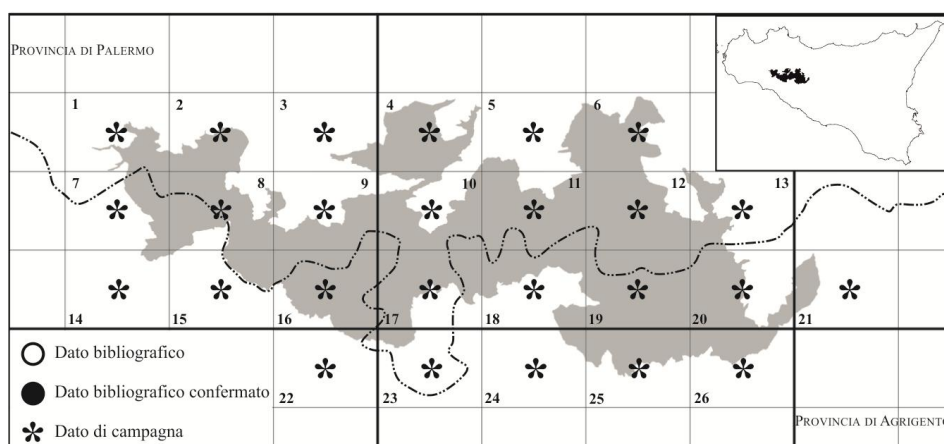 PROVINCIA DI PALERMO
1 2 3 4 5 6
7 8 9 10 11 12 13
14 15 16 17 18 19 20 21
Dato bibliografico
Dato bibliografico confermato
Dato di campagna
22 23 24 25 26
PROVINCIA DI AGRIGENTO